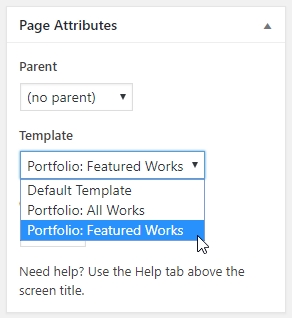 Page Attributes
Parent
(no parent)
Template
Portfolio: Featured Works
Default Template
Portfolio: All Works
Portfolio: Featured Works
Need help? Use the Help tab above the
screen title.